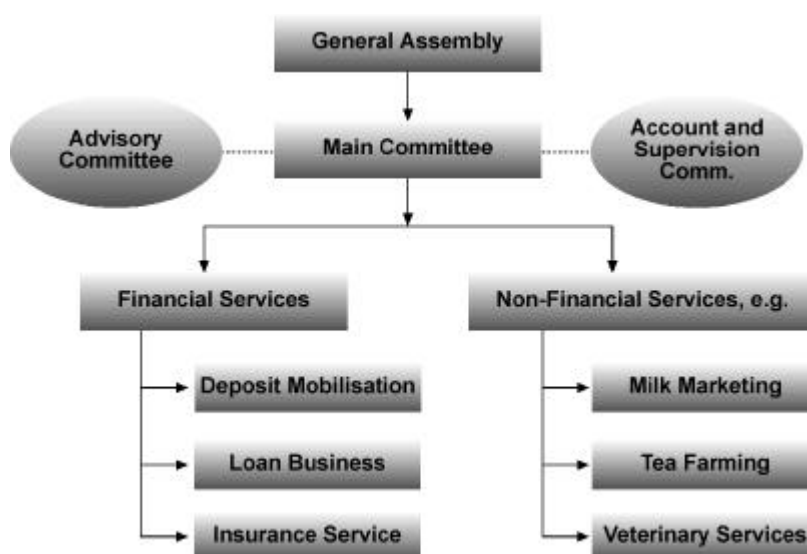 General Assembly
Advisory
Committee
Main Committee
Account and
Supervision
Comm.
Financial Services
Non-Financial Services, e.g.
Deposit Mobilisation
Milk Marketing
Loan Business
Tea Farming
Insurance Service
Veterinary Services